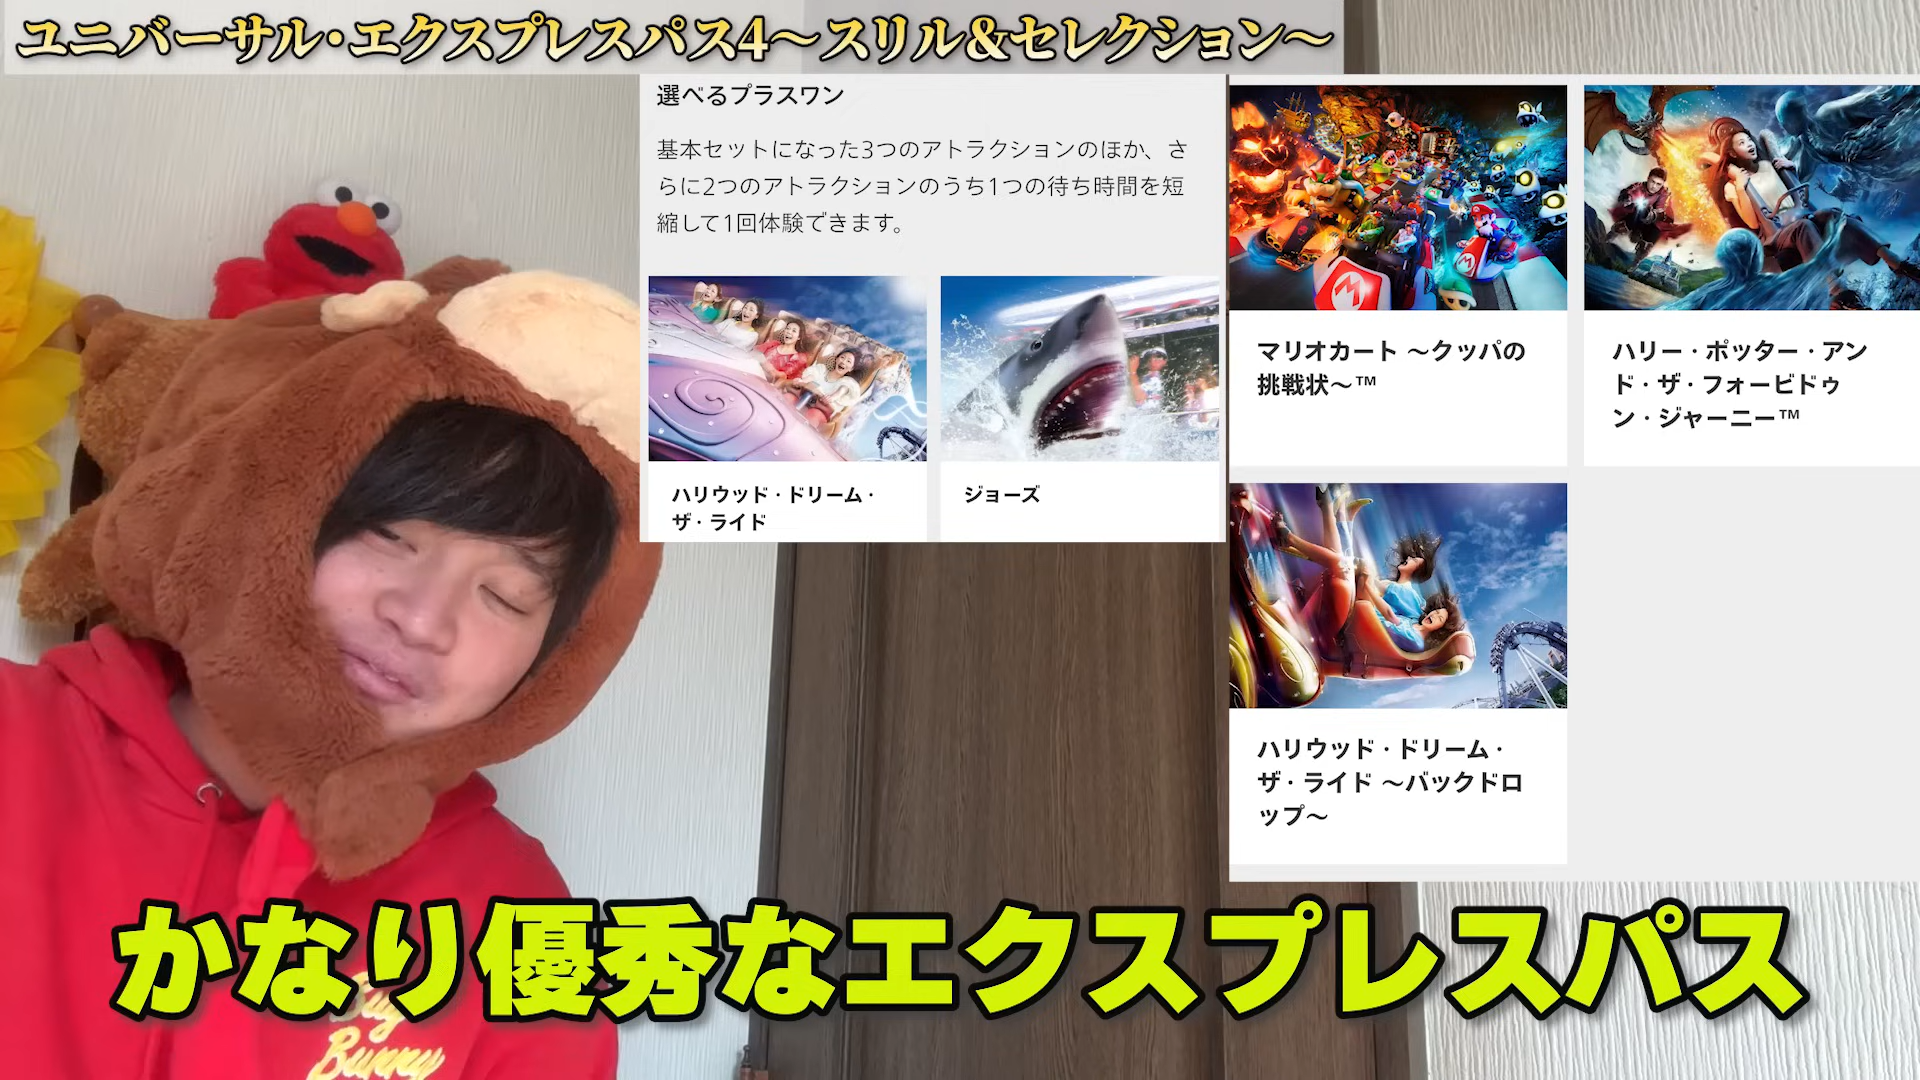 ユニバーサル・エクスプレスパス4〜スリル&セレクション〜
選べるプラスワン
基本セットになった3つのアトラクションのほか、さ
らに2つのアトラクションのうち1つの待ち時間を短
縮して1回体験できます。
ハリウッド・ドリーム・
ザ・ライド
ジョーズ
マリオカート 〜クッパの
挑戦状〜™
ハリー・ポッター・アン
ド・ザ・フォービドゥ
ン・ジャーニー™
ハリウッド・ドリーム・
ザ・ライド 〜バックドロ
ップ〜
かなり優秀なエクスプレスパス
Bunny